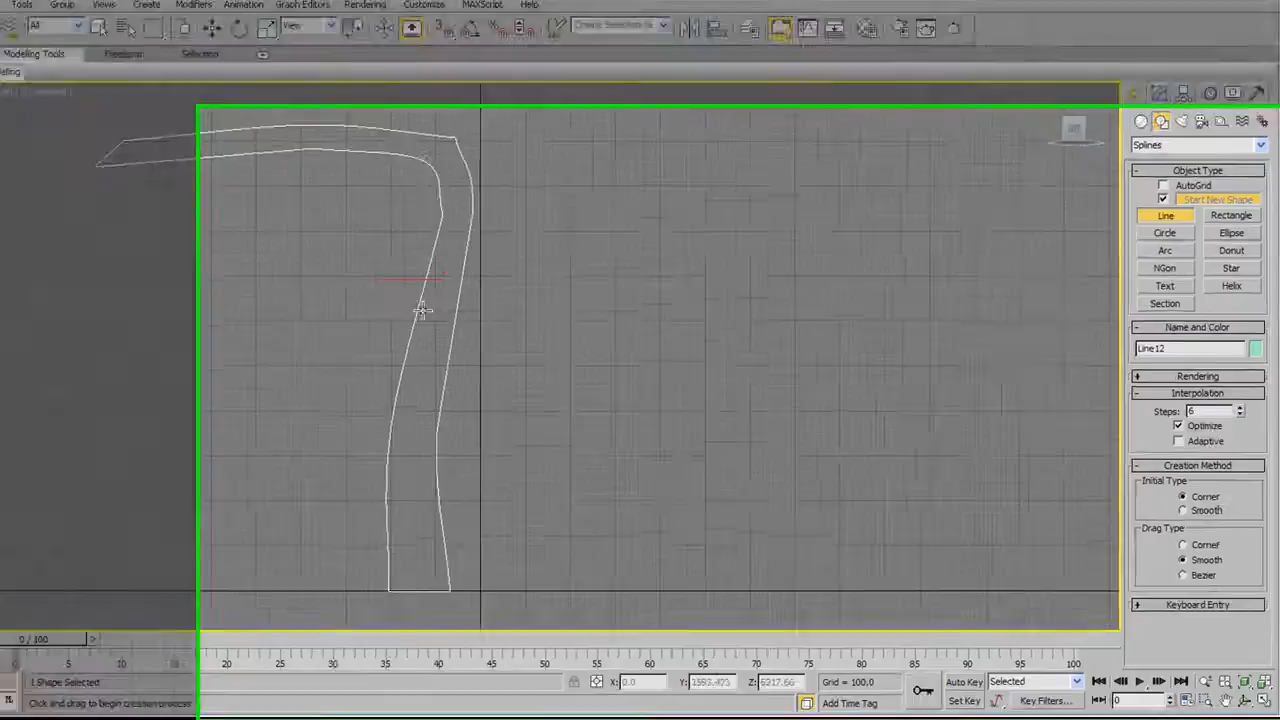 Tools Group Views Create Modifiers Animation Graph Editors Rendering Customize MAXScript Help
All View Create Selection Se
Modeling Tools Freeform Selection
eling
Splines
- Object Type
AutoGrid
Start New Shape
Line Rectangle
Circle Ellipse
Arc Donut
NGon Star
Text Helix
Section
- Name and Color
Line12
+ Rendering
- Interpolation
Steps: 6
Optimize
Adaptive
- Creation Method
Initial Type
Corner
Smooth
Drag Type
Corner
Smooth
Bezier
+ Keyboard Entry
0 / 100 >
0 5 10 15 20 25 30 35 40 45 50 55 60 65 70 75 80 85 90 95 100
1 Shape Selected X: 0.0 Y: Z: Grid = 100.0 Auto Key Selected
Click and drag to begin creation process Add Time Tag Set Key Key Filters... 0